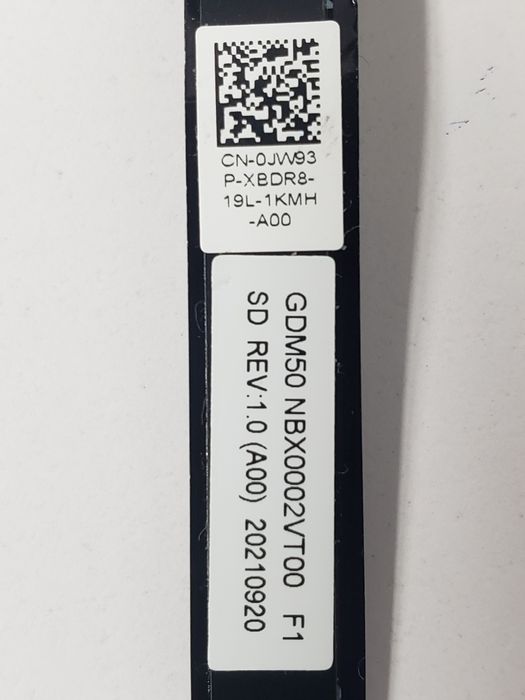 CN-0JW93
P-XBDR8-
19L-1KMH
-A00
GDM50 NBX0002VT00 F1
SD REV:1.0 (A00) 20210920